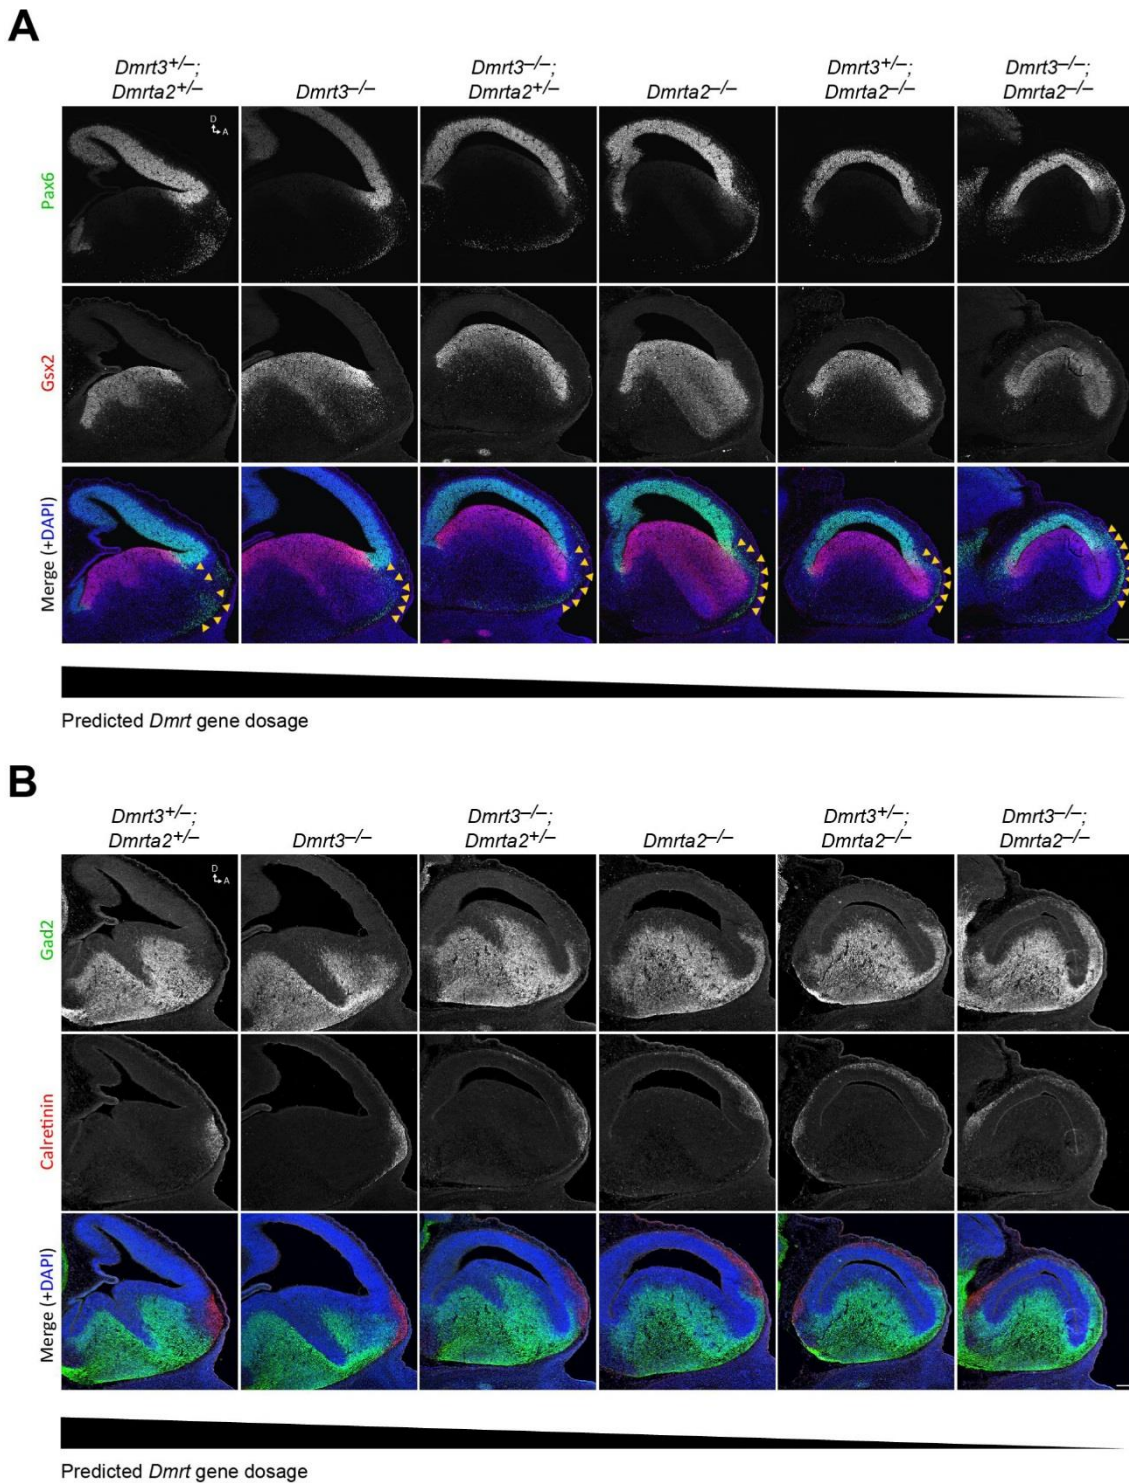 A
Dmrt3+/–; Dmrta2+/–
Dmrt3–/–
Dmrt3–/–; Dmrta2+/–
Dmrta2–/–
Dmrt3+/–; Dmrta2–/–
Dmrt3–/–; Dmrta2–/–
D
A
Pax6
Gsx2
Merge (+DAPI)
Predicted Dmrt gene dosage
B
Dmrt3+/–; Dmrta2+/–
Dmrt3–/–
Dmrt3–/–; Dmrta2+/–
Dmrta2–/–
Dmrt3+/–; Dmrta2–/–
Dmrt3–/–; Dmrta2–/–
D
A
Gad2
Calretinin
Merge (+DAPI)
Predicted Dmrt gene dosage